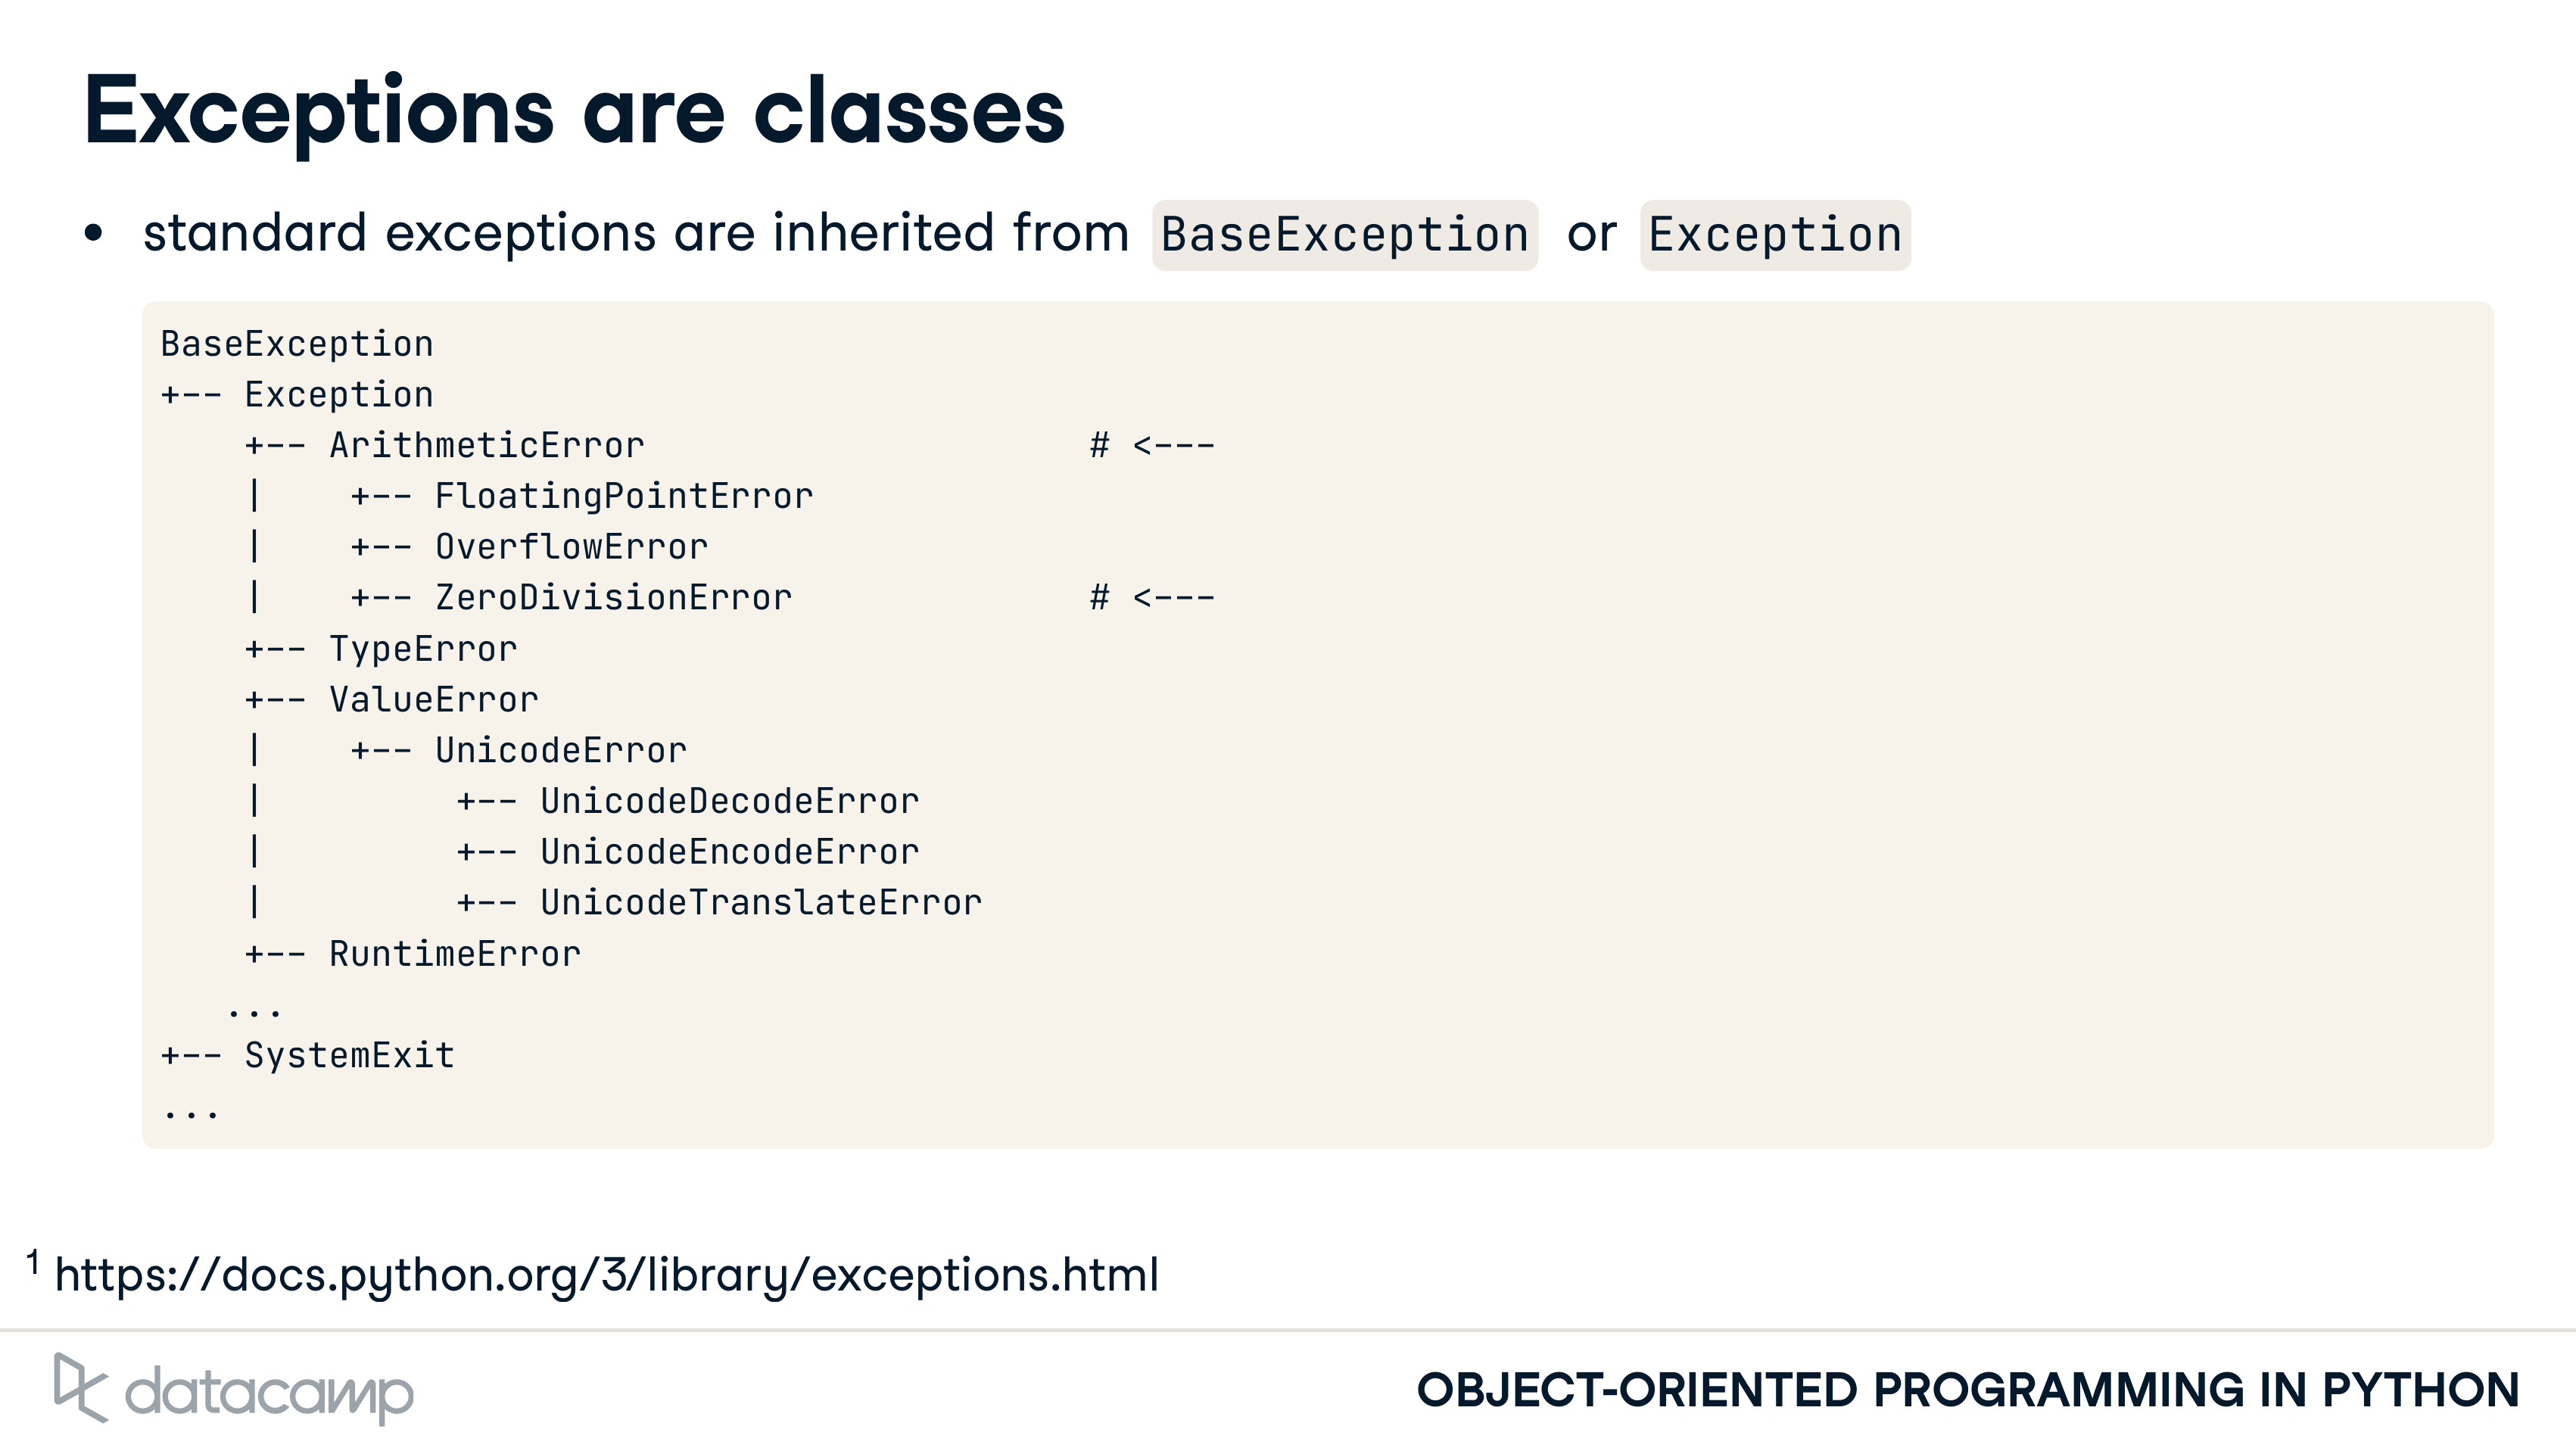 Exceptions are classes
• standard exceptions are inherited from BaseException or Exception
BaseException
+-- Exception
    +-- ArithmeticError                     # <---
    |    +-- FloatingPointError
    |    +-- OverflowError
    |    +-- ZeroDivisionError              # <---
    +-- TypeError
    +-- ValueError
    |    +-- UnicodeError
    |         +-- UnicodeDecodeError
    |         +-- UnicodeEncodeError
    |         +-- UnicodeTranslateError
    +-- RuntimeError
   ...
+-- SystemExit
...
1 https://docs.python.org/3/library/exceptions.html
datacamp
OBJECT-ORIENTED PROGRAMMING IN PYTHON